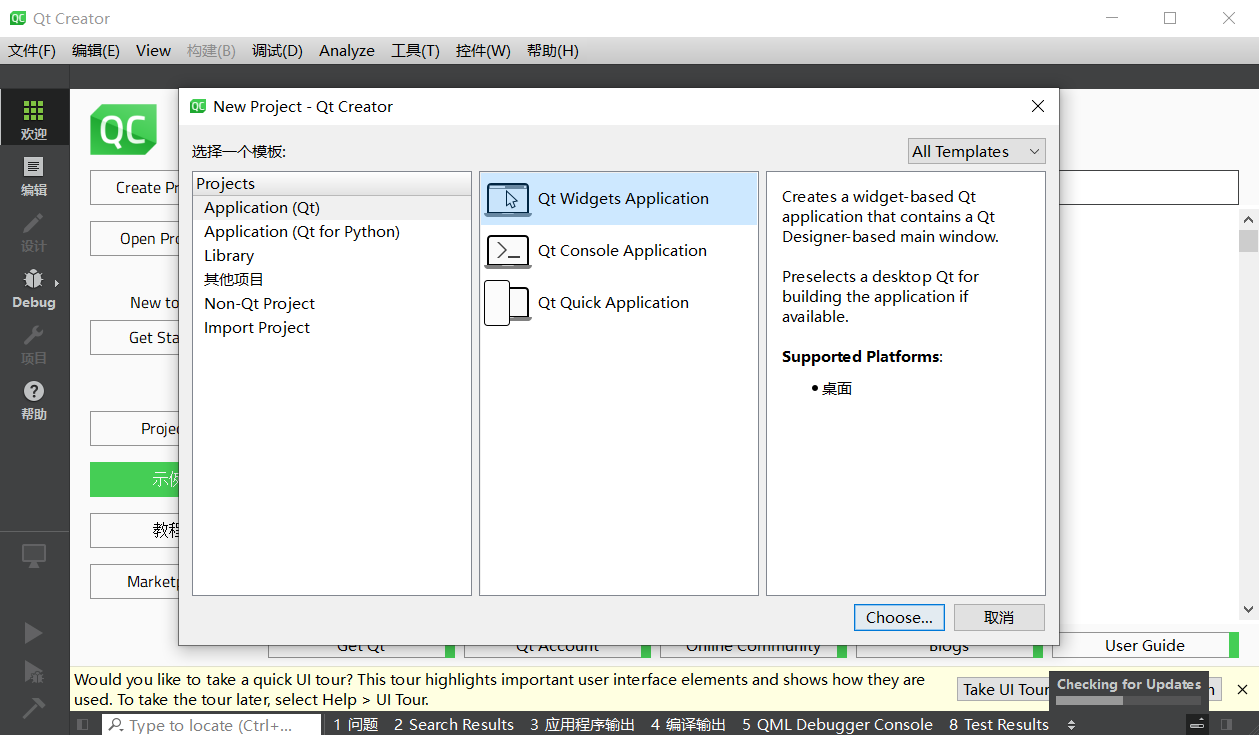 QC Qt Creator
文件(F) 编辑(E) View 构建(B) 调试(D) Analyze 工具(T) 控件(W) 帮助(H)
QC New Project - Qt Creator
欢迎
编辑
设计
Debug
项目
帮助
QC
Create Pr
Open Pro
New to
Get Sta
Projec
示例
教程
Marketp
选择一个模板:
All Templates
Projects
Application (Qt)
Application (Qt for Python)
Library
其他项目
Non-Qt Project
Import Project
Qt Widgets Application
Qt Console Application
Qt Quick Application
Creates a widget-based Qt
application that contains a Qt
Designer-based main window.
Preselects a desktop Qt for
building the application if
available.
Supported Platforms:
• 桌面
Choose...
取消
Get Qt
Qt Account
Online Community
Blogs
User Guide
Would you like to take a quick UI tour? This tour highlights important user interface elements and shows how they are
used. To take the tour later, select Help > UI Tour.
Take UI Tour
Checking for Updates
Type to locate (Ctrl+...
1 问题 2 Search Results 3 应用程序输出 4 编译输出 5 QML Debugger Console 8 Test Results